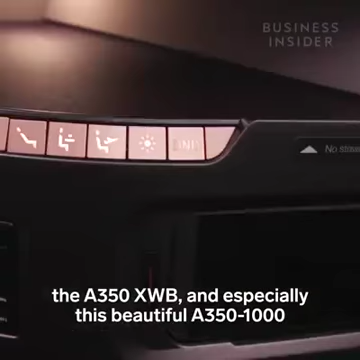 BUSINESS
INSIDER
No
the A350 XWB, and especially
this beautiful A350-1000